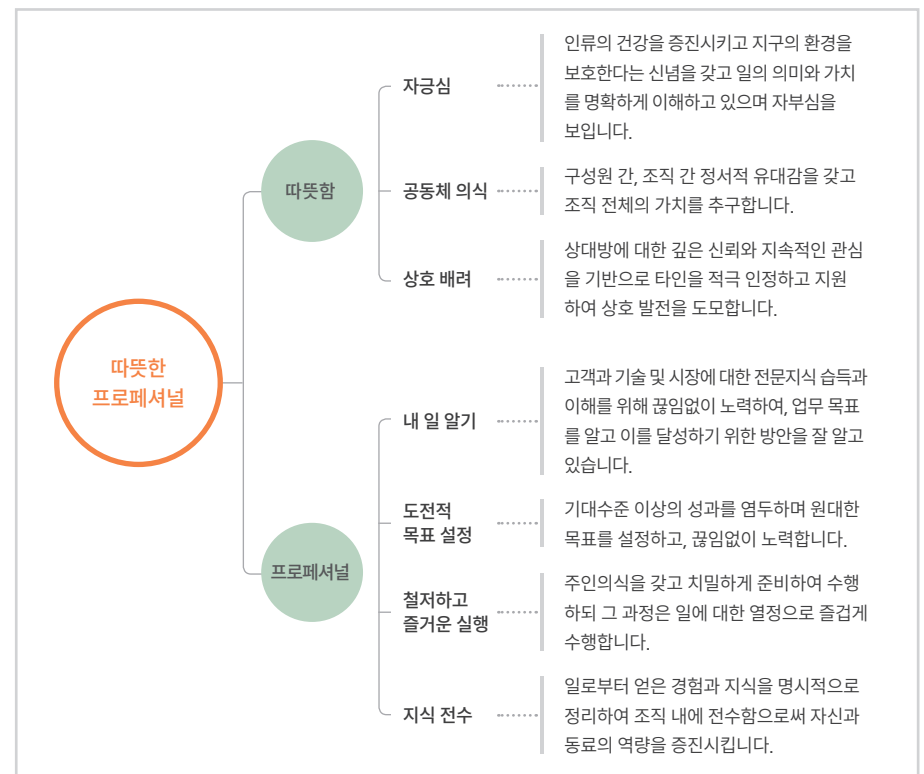 따뜻한
프로페셔널
따뜻함
자긍심
인류의 건강을 증진시키고 지구의 환경을
보호한다는 신념을 갖고 일의 의미와 가치
를 명확하게 이해하고 있으며 자부심을
보입니다.
공동체 의식
구성원 간, 조직 간 정서적 유대감을 갖고
조직 전체의 가치를 추구합니다.
상호 배려
상대방에 대한 깊은 신뢰와 지속적인 관심
을 기반으로 타인을 적극 인정하고 지원
하여 상호 발전을 도모합니다.
프로페셔널
내 일 알기
고객과 기술 및 시장에 대한 전문지식 습득과
이해를 위해 끊임없이 노력하여, 업무 목표
를 알고 이를 달성하기 위한 방안을 잘 알고
있습니다.
도전적
목표 설정
기대수준 이상의 성과를 염두하며 원대한
목표를 설정하고, 끊임없이 노력합니다.
철저하고
즐거운 실행
주인의식을 갖고 치밀하게 준비하여 수행
하되 그 과정은 일에 대한 열정으로 즐겁게
수행합니다.
지식 전수
일로부터 얻은 경험과 지식을 명시적으로
정리하여 조직 내에 전수함으로써 자신과
동료의 역량을 증진시킵니다.